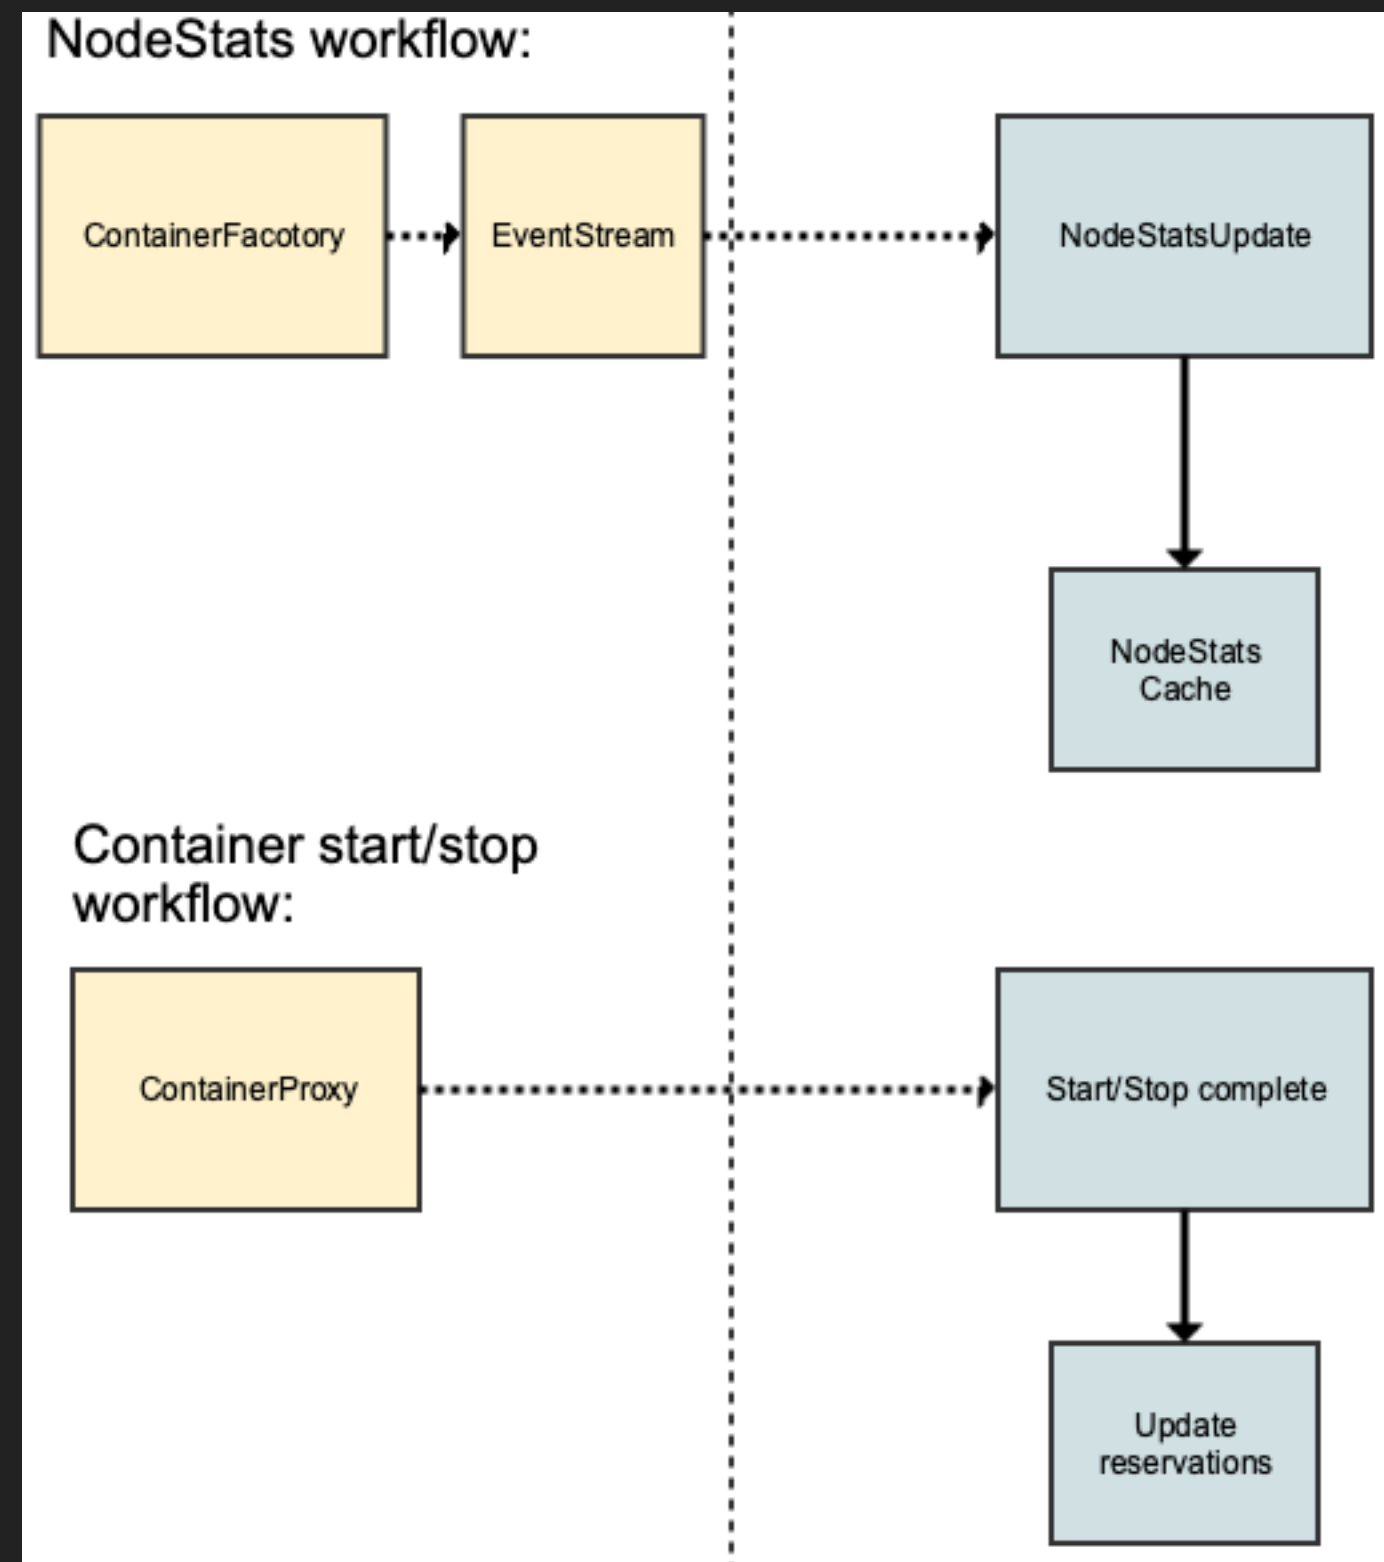 NodeStats workflow:
ContainerFacotory
EventStream
NodeStatsUpdate
NodeStats
Cache
Container start/stop
workflow:
ContainerProxy
Start/Stop complete
Update
reservations